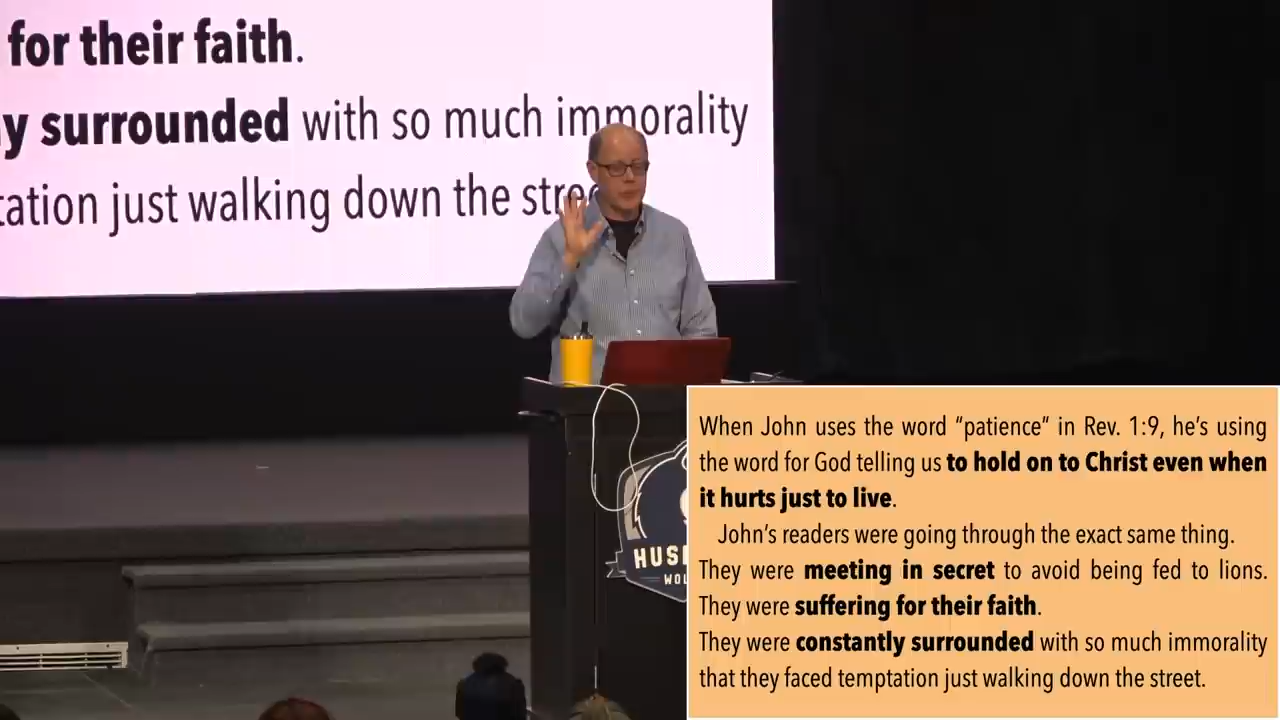 for their faith.
surrounded with so much immorality
just walking down the
When John uses the word “patience” in Rev. 1:9, he’s using
the word for God telling us to hold on to Christ even when
it hurts just to live.
John’s readers were going through the exact same thing.
They were meeting in secret to avoid being fed to lions.
They were suffering for their faith.
They were constantly surrounded with so much immorality
that they faced temptation just walking down the street.